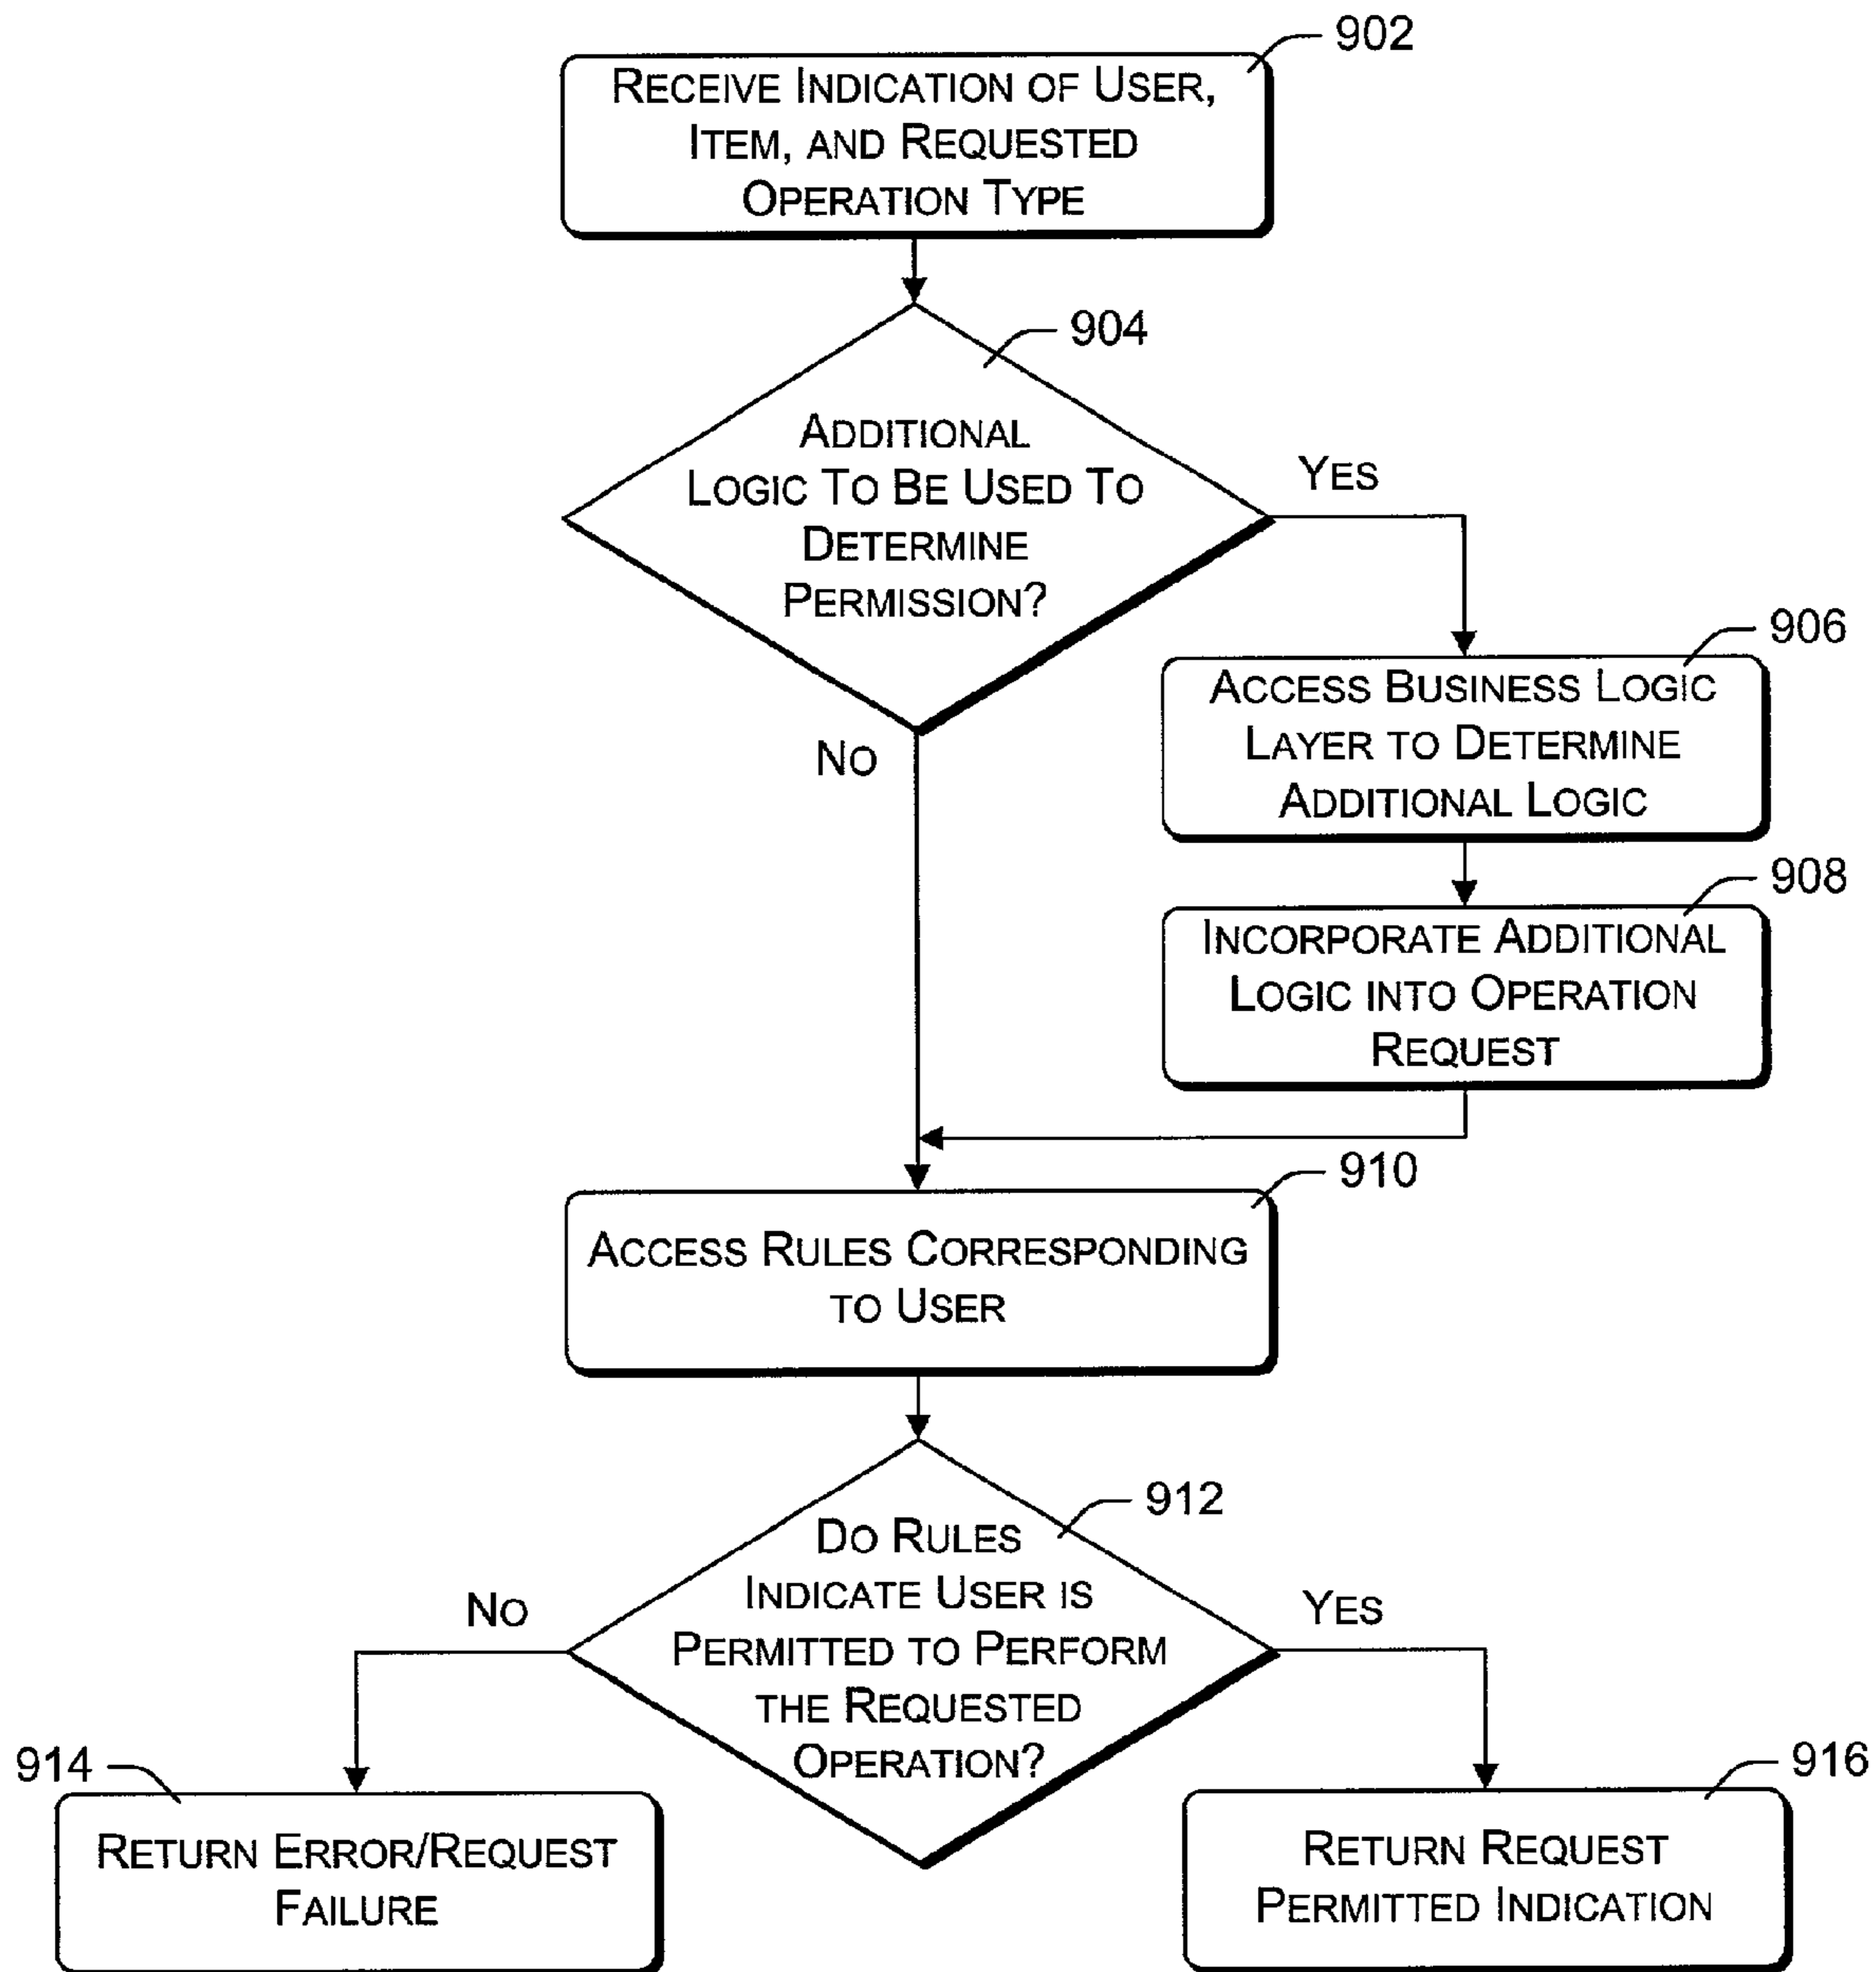 902
RECEIVE INDICATION OF USER,
ITEM, AND REQUESTED
OPERATION TYPE
904
ADDITIONAL
LOGIC TO BE USED TO
DETERMINE
PERMISSION?
YES
NO
906
ACCESS BUSINESS LOGIC
LAYER TO DETERMINE
ADDITIONAL LOGIC
908
INCORPORATE ADDITIONAL
LOGIC INTO OPERATION
REQUEST
910
ACCESS RULES CORRESPONDING
TO USER
912
DO RULES
INDICATE USER IS
PERMITTED TO PERFORM
THE REQUESTED
OPERATION?
NO
YES
914
RETURN ERROR/REQUEST
FAILURE
916
RETURN REQUEST
PERMITTED INDICATION